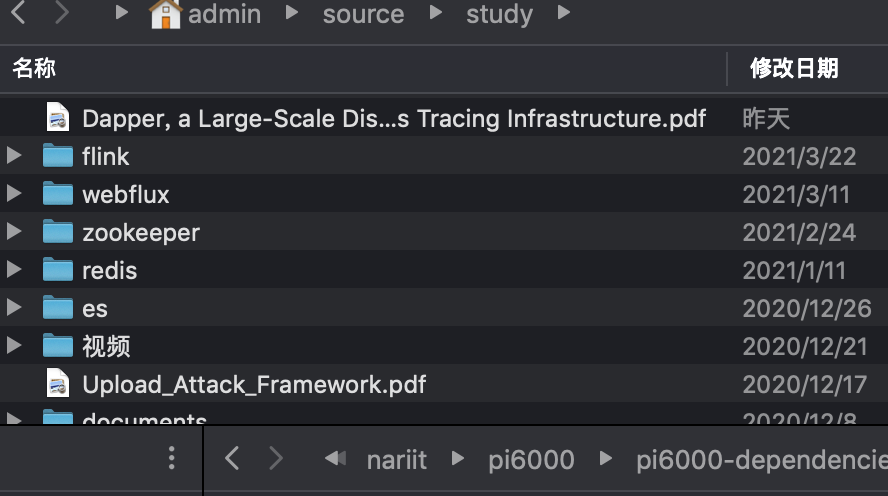 admin source study
名称 修改日期
Dapper, a Large-Scale Dis...s Tracing Infrastructure.pdf 昨天
flink 2021/3/22
webflux 2021/3/11
zookeeper 2021/2/24
redis 2021/1/11
es 2020/12/26
视频 2020/12/21
Upload_Attack_Framework.pdf 2020/12/17
documents 2020/12/8
nariit pi6000 pi6000-dependencie